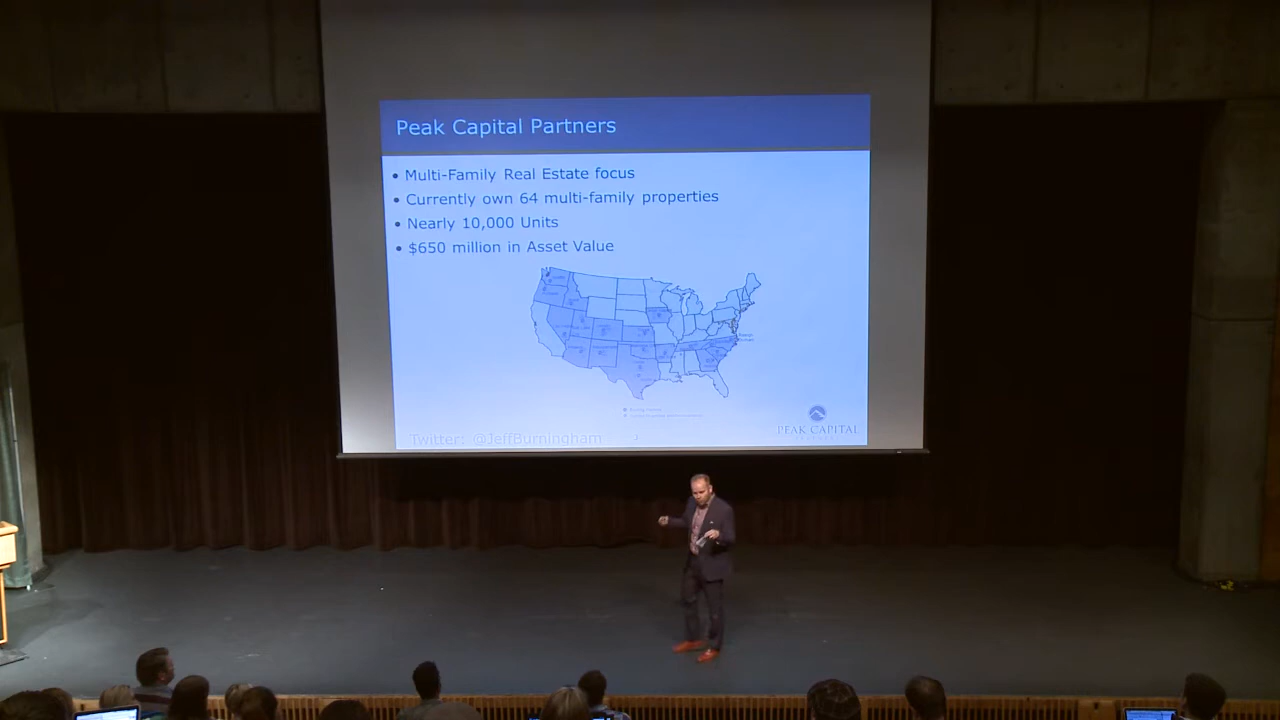 Peak Capital Partners
• Multi-Family Real Estate focus
• Currently own 64 multi-family properties
• Nearly 10,000 Units
• $650 million in Asset Value
Twitter: @JeffBurningham
3
PEAK CAPITAL